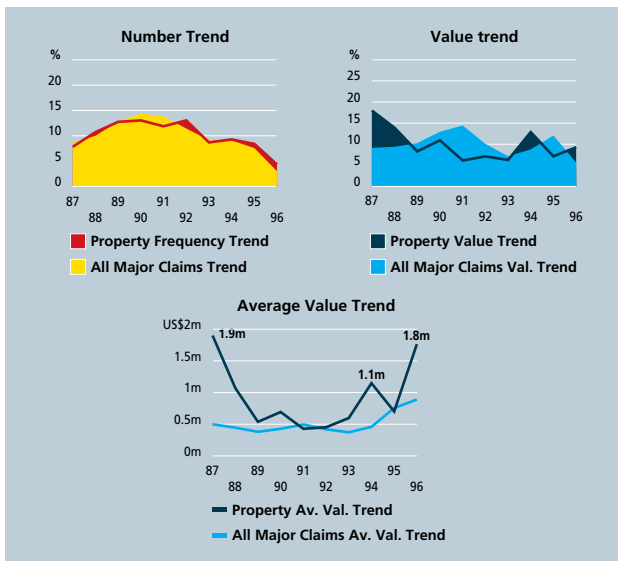 Number Trend
%
20
15
10
5
0
87
88
89
90
91
92
93
94
95
96
Property Frequency Trend
All Major Claims Trend
Value trend
%
25
20
15
10
5
0
87
88
89
90
91
92
93
94
95
96
Property Value Trend
All Major Claims Val. Trend
Average Value Trend
US$2m
1.5m
1m
0.5m
0m
1.9m
1.1m
1.8m
87
88
89
90
91
92
93
94
95
96
Property Av. Val. Trend
All Major Claims Av. Val. Trend